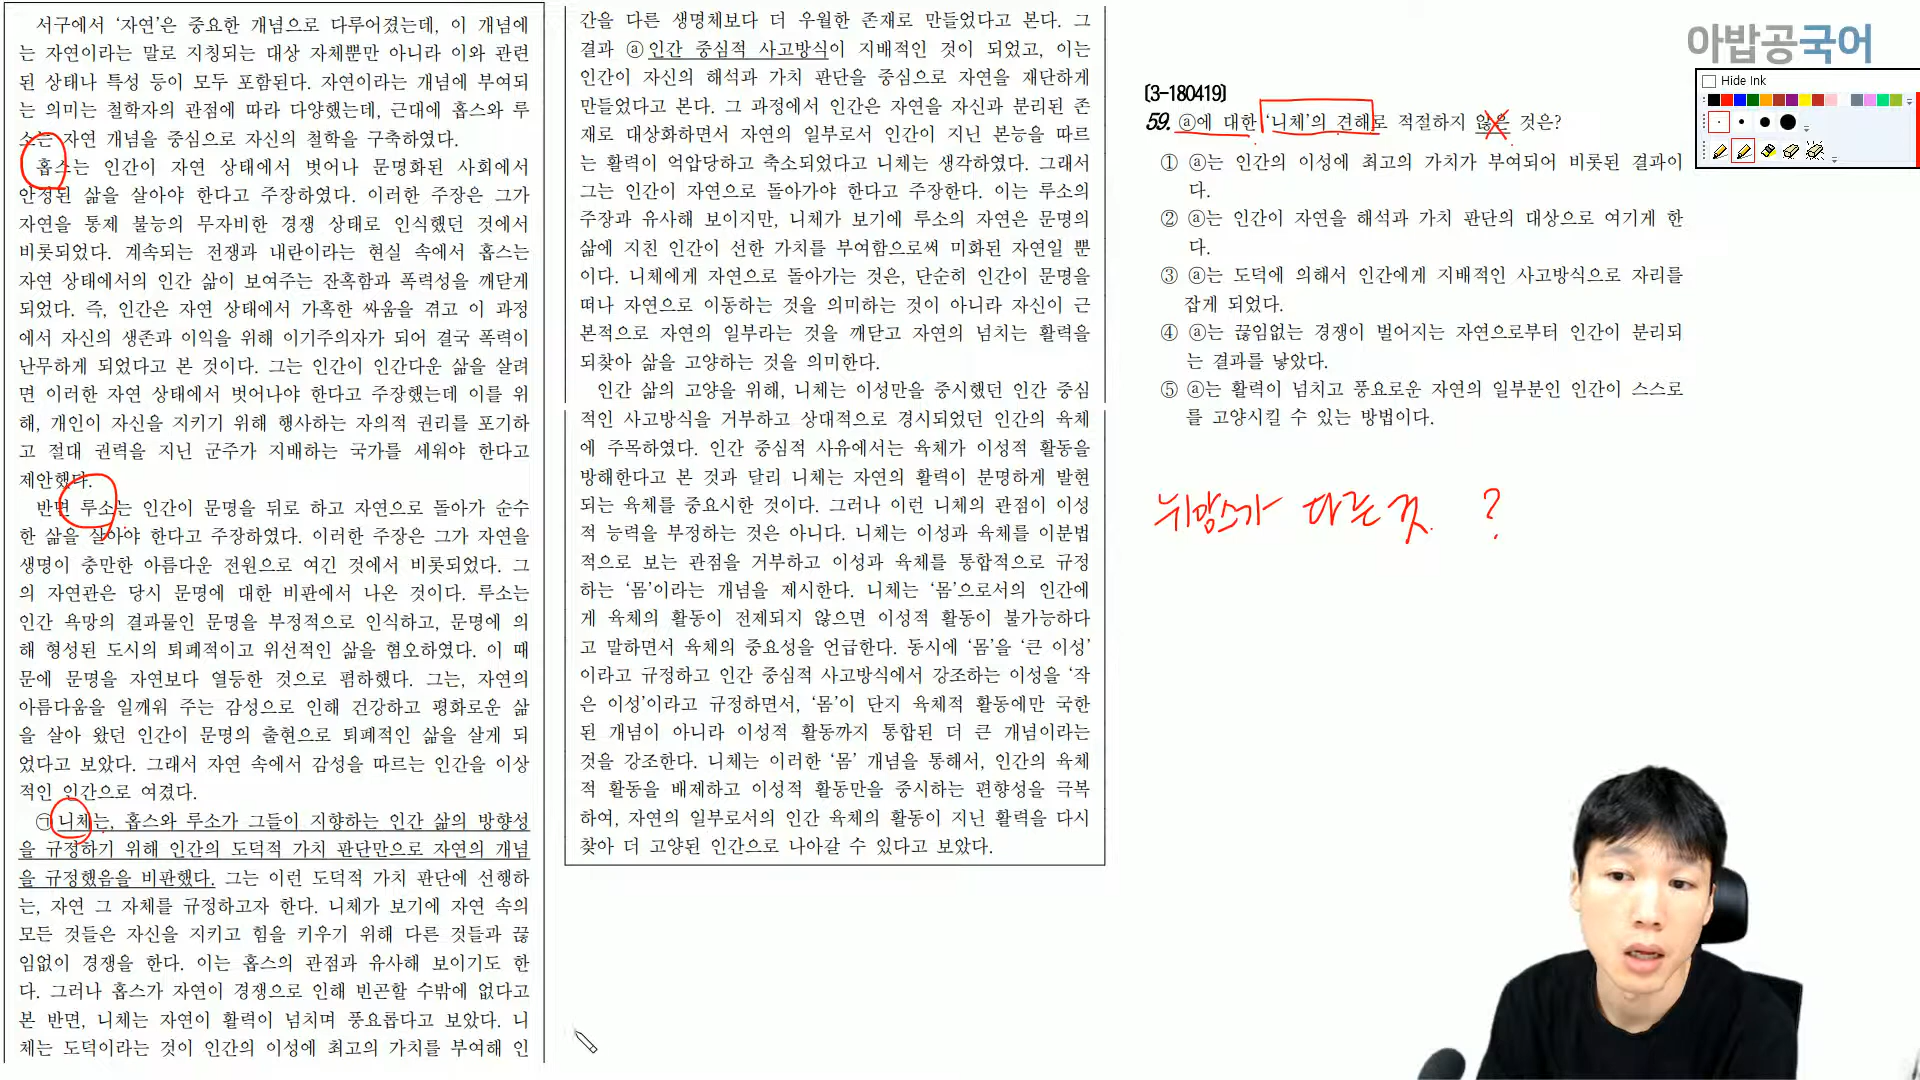 서구에서 ‘자연’은 중요한 개념으로 다루어졌는데, 이 개념에
는 자연이라는 말로 지칭되는 대상 자체뿐만 아니라 이와 관련
된 상태나 특성 등이 모두 포함된다. 자연이라는 개념에 부여되
는 의미는 철학자의 관점에 따라 다양했는데, 근대에 홉스와 루
소는 자연 개념을 중심으로 자신의 철학을 구축하였다.
홉스는 인간이 자연 상태에서 벗어나 문명화된 사회에서
안정된 삶을 살아야 한다고 주장하였다. 이러한 주장은 그가
자연을 통제 불능의 무자비한 경쟁 상태로 인식했던 것에서
비롯되었다. 계속되는 전쟁과 내란이라는 현실 속에서 홉스는
자연 상태에서의 인간 삶이 보여주는 잔혹함과 폭력성을 깨닫게
되었다. 즉, 인간은 자연 상태에서 가혹한 싸움을 겪고 이 과정
에서 자신의 생존과 이익을 위해 이기주의자가 되어 결국 폭력이
난무하게 되었다고 본 것이다. 그는 인간이 인간다운 삶을 살려
면 이러한 자연 상태에서 벗어나야 한다고 주장했는데 이를 위
해, 개인이 자신을 지키기 위해 행사하는 자의적 권리를 포기하
고 절대 권력을 지닌 군주가 지배하는 국가를 세워야 한다고
제안했다.
반면 루소는 인간이 문명을 뒤로 하고 자연으로 돌아가 순수
한 삶을 살아야 한다고 주장하였다. 이러한 주장은 그가 자연을
생명이 충만한 아름다운 전원으로 여긴 것에서 비롯되었다. 그
의 자연관은 당시 문명에 대한 비판에서 나온 것이다. 루소는
인간 욕망의 결과물인 문명을 부정적으로 인식하고, 문명에 의
해 형성된 도시의 퇴폐적이고 위선적인 삶을 혐오하였다. 이 때
문에 문명을 자연보다 열등한 것으로 폄하했다. 그는, 자연의
아름다움을 일깨워 주는 감성으로 인해 건강하고 평화로운 삶
을 살아 왔던 인간이 문명의 출현으로 퇴폐적인 삶을 살게 되
었다고 보았다. 그래서 자연 속에서 감성을 따르는 인간을 이상
적인 인간으로 여겼다.
㉠니체는, 홉스와 루소가 그들이 지향하는 인간 삶의 방향성
을 규정하기 위해 인간의 도덕적 가치 판단만으로 자연의 개념
을 규정했음을 비판했다. 그는 이런 도덕적 가치 판단에 선행하
는, 자연 그 자체를 규정하고자 한다. 니체가 보기에 자연 속의
모든 것들은 자신을 지키고 힘을 키우기 위해 다른 것들과 끊
임없이 경쟁을 한다. 이는 홉스의 관점과 유사해 보이기도 한
다. 그러나 홉스가 자연이 경쟁으로 인해 빈곤할 수밖에 없다고
본 반면, 니체는 자연이 활력이 넘치며 풍요롭다고 보았다. 니
체는 도덕이라는 것이 인간의 이성에 최고의 가치를 부여해 인
간을 다른 생명체보다 더 우월한 존재로 만들었다고 본다. 그
결과 ⓐ인간 중심적 사고방식이 지배적인 것이 되었고, 이는
인간이 자신의 해석과 가치 판단을 중심으로 자연을 재단하게
만들었다고 본다. 그 과정에서 인간은 자연을 자신과 분리된 존
재로 대상화하면서 자연의 일부로서 인간이 지닌 본능을 따르
는 활력이 억압당하고 축소되었다고 니체는 생각하였다. 그래서
그는 인간이 자연으로 돌아가야 한다고 주장한다. 이는 루소의
주장과 유사해 보이지만, 니체가 보기에 루소의 자연은 문명의
삶에 지친 인간이 선한 가치를 부여함으로써 미화된 자연일 뿐
이다. 니체에게 자연으로 돌아가는 것은, 단순히 인간이 문명을
떠나 자연으로 이동하는 것을 의미하는 것이 아니라 자신이 근
본적으로 자연의 일부라는 것을 깨닫고 자연의 넘치는 활력을
되찾아 삶을 고양하는 것을 의미한다.
인간 삶의 고양을 위해, 니체는 이성만을 중시했던 인간 중심
적인 사고방식을 거부하고 상대적으로 경시되었던 인간의 육체
에 주목하였다. 인간 중심적 사유에서는 육체가 이성적 활동을
방해한다고 본 것과 달리 니체는 자연의 활력이 분명하게 발현
되는 육체를 중요시한 것이다. 그러나 이런 니체의 관점이 이성
적 능력을 부정하는 것은 아니다. 니체는 이성과 육체를 이분법
적으로 보는 관점을 거부하고 이성과 육체를 통합적으로 규정
하는 ‘몸’이라는 개념을 제시한다. 니체는 ‘몸’으로서의 인간에
게 육체의 활동이 전제되지 않으면 이성적 활동이 불가능하다
고 말하면서 육체의 중요성을 언급한다. 동시에 ‘몸’을 ‘큰 이성’
이라고 규정하고 인간 중심적 사고방식에서 강조하는 이성을 ‘작
은 이성’이라고 규정하면서, ‘몸’이 단지 육체적 활동에만 국한
된 개념이 아니라 이성적 활동까지 통합된 더 큰 개념이라는
것을 강조한다. 니체는 이러한 ‘몸’ 개념을 통해서, 인간의 육체
적 활동을 배제하고 이성적 활동만을 중시하는 편향성을 극복
하여, 자연의 일부로서의 인간 육체의 활동이 지닌 활력을 다시
찾아 더 고양된 인간으로 나아갈 수 있다고 보았다.
아밥공국어
Hide Ink
[3-180419]
59. ⓐ에 대한 ‘니체’의 견해로 적절하지 않은 것은?
① ⓐ는 인간의 이성에 최고의 가치가 부여되어 비롯된 결과이
다.
② ⓐ는 인간이 자연을 해석과 가치 판단의 대상으로 여기게 한
다.
③ ⓐ는 도덕에 의해서 인간에게 지배적인 사고방식으로 자리를
잡게 되었다.
④ ⓐ는 끊임없는 경쟁이 벌어지는 자연으로부터 인간이 분리되
는 결과를 낳았다.
⑤ ⓐ는 활력이 넘치고 풍요로운 자연의 일부분인 인간이 스스로
를 고양시킬 수 있는 방법이다.
뉘앙스가 다른 것. ?